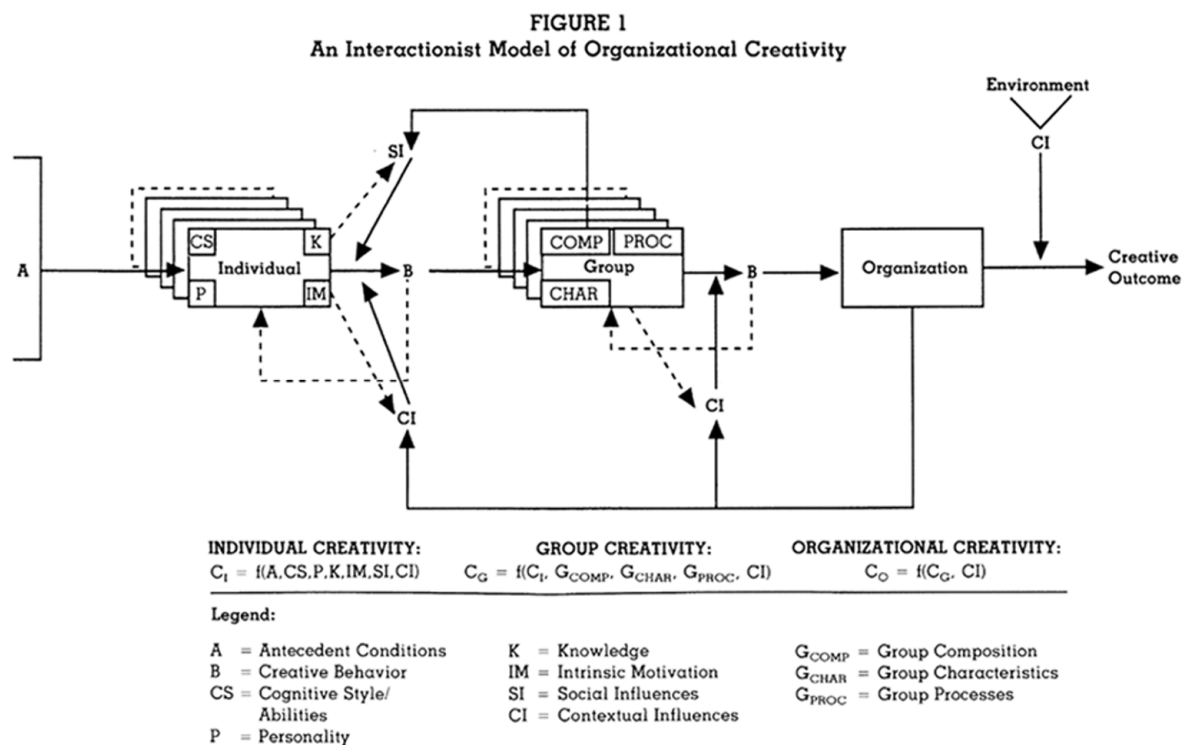 FIGURE 1
An Interactionist Model of Organizational Creativity
Environment
CI
SI
A
CS
K
Individual
P
IM
B
COMP
PROC
Group
CHAR
B
Organization
Creative
Outcome
CI
CI
INDIVIDUAL CREATIVITY:
C_I = f(A,CS,P,K,IM,SI,CI)
GROUP CREATIVITY:
C_G = f(C_I, G_COMP, G_CHAR, G_PROC, CI)
ORGANIZATIONAL CREATIVITY:
C_O = f(C_G, CI)
Legend:
A = Antecedent Conditions
B = Creative Behavior
CS = Cognitive Style/
Abilities
P = Personality
K = Knowledge
IM = Intrinsic Motivation
SI = Social Influences
CI = Contextual Influences
G_COMP = Group Composition
G_CHAR = Group Characteristics
G_PROC = Group Processes